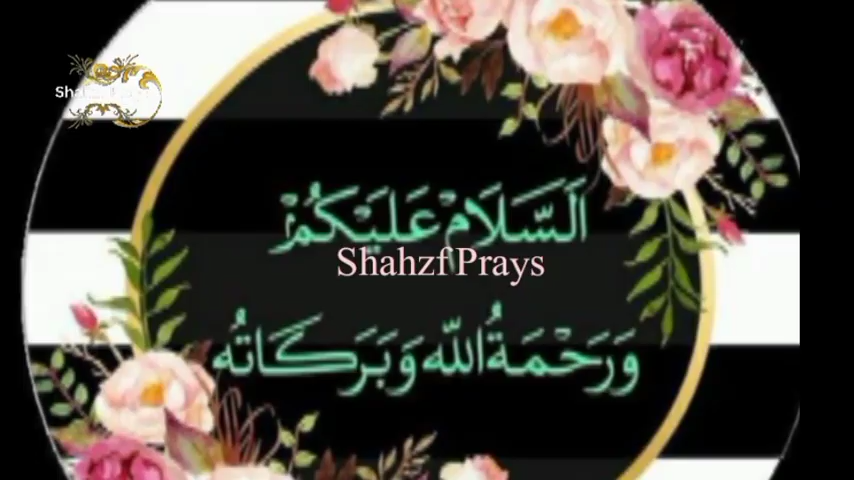 اَلسَّلَامُ عَلَيْكُمْ
Shahzf Prays
وَرَحْمَةُ اللّٰه وَبَرَكَاتُه